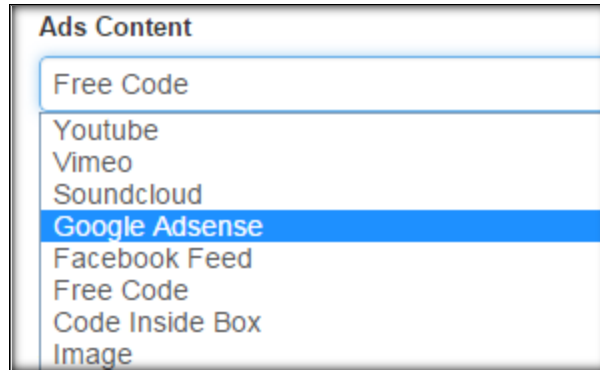 Ads Content
Free Code
Youtube
Vimeo
Soundcloud
Google Adsense
Facebook Feed
Free Code
Code Inside Box
Image